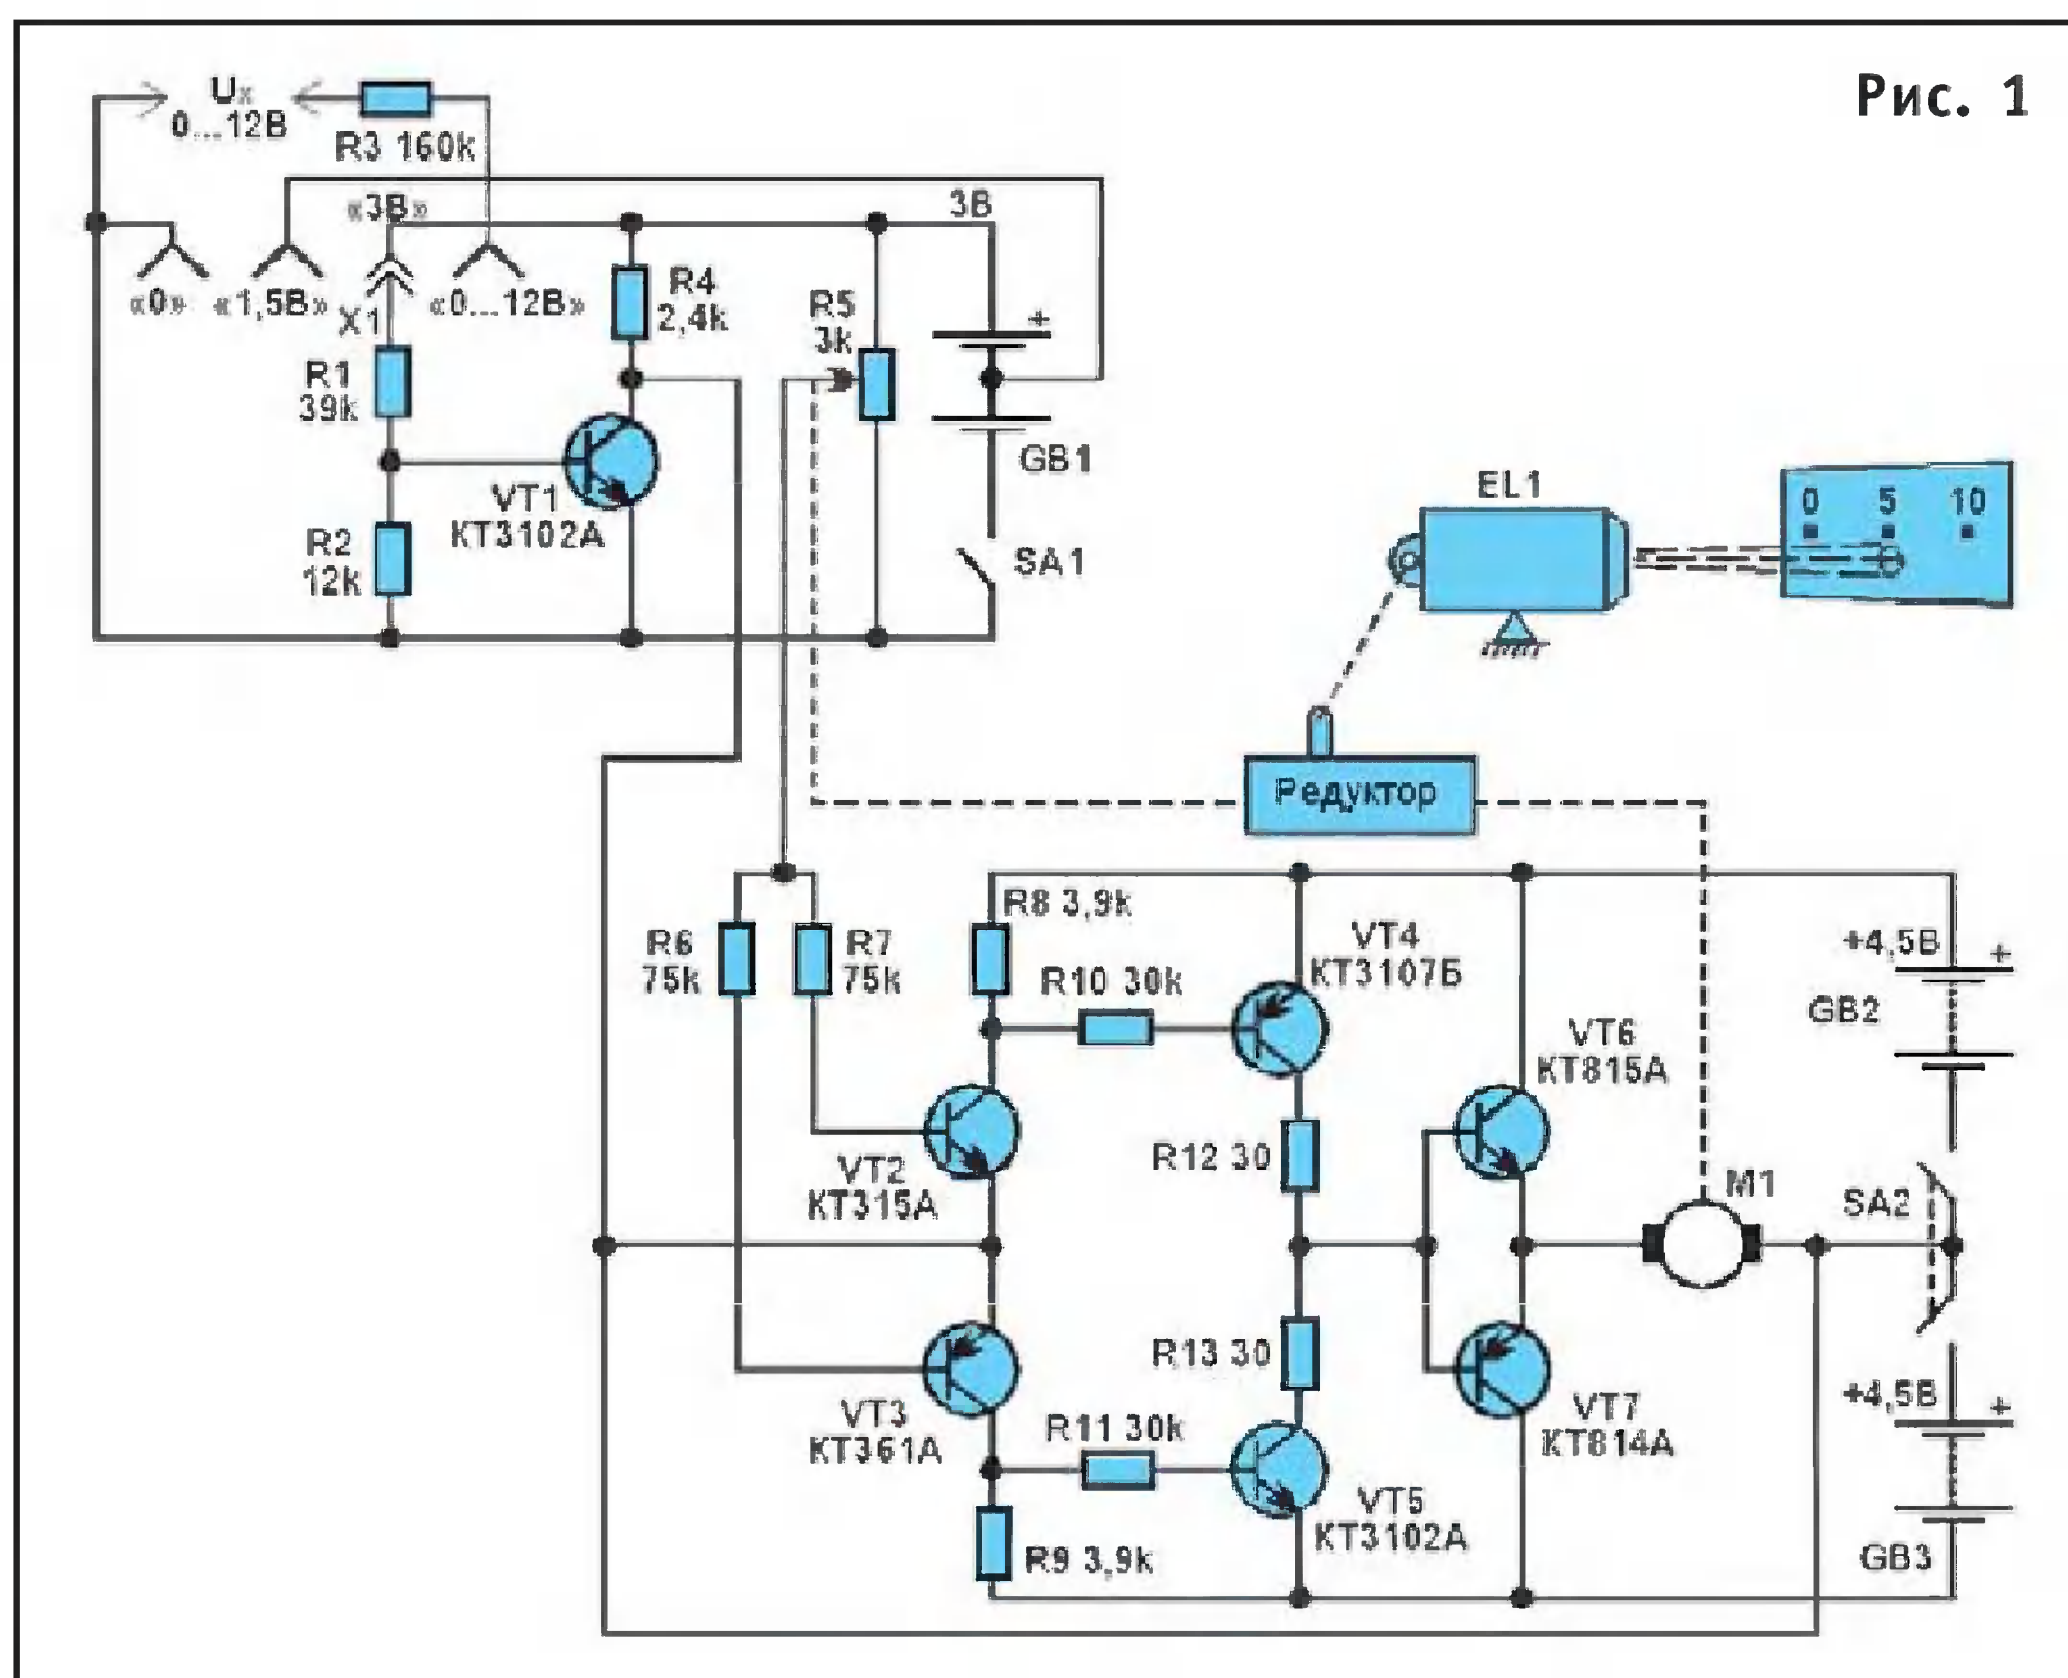 Рис. 1
Uх
0...12В
R3 160k
«3В»
3В
«0»
«1,5В»
X1
«0...12В»
R4
2,4k
R5
3k
R1
39k
GB1
VT1
КТ3102А
R2
12k
SA1
EL1
0 5 10
Редуктор
R8 3,9k
R6
75k
R7
75k
R10 30k
VT4
КТ3107Б
+4,5В
+
GB2
VT6
КТ815А
VT2
КТ315А
R12 30
M1
SA2
R13 30
VT3
КТ361А
R11 30k
VT7
КТ814А
+4,5В
+
VT5
КТ3102А
R9 3,9k
GB3